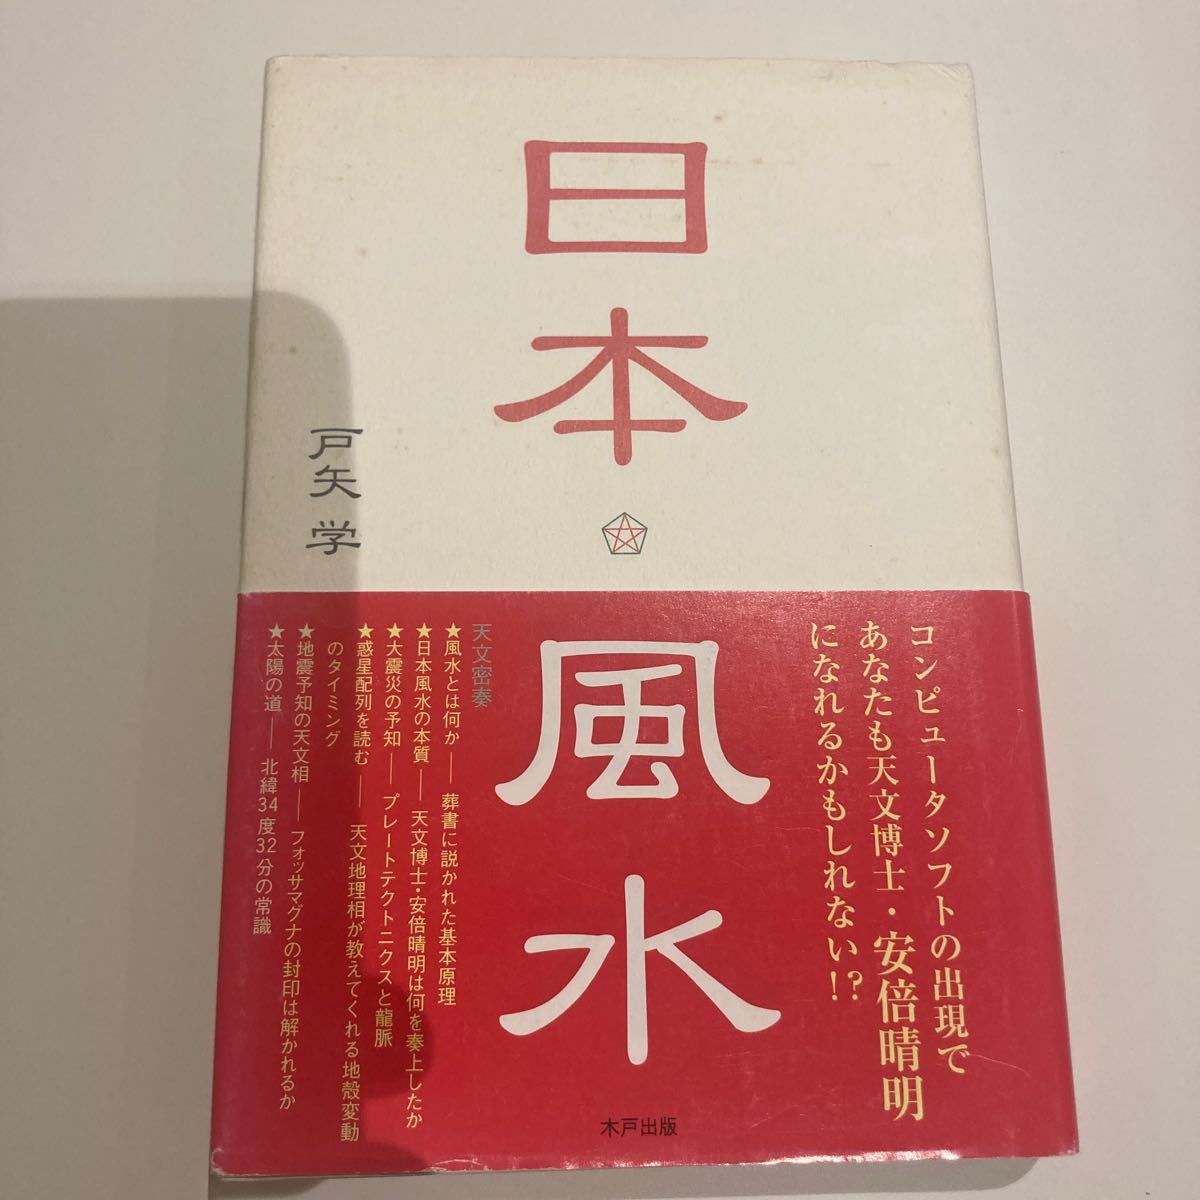 日本
風水
戸矢 学
コンピュータソフトの出現で
あなたも天文博士・安倍晴明
になれるかもしれない!?
天文密奏
★風水とは何か――葬書に説かれた基本原理
★日本風水の本質――天文博士・安倍晴明は何を奏上したか
★大震災の予知――プレートテクトニクスと龍脈
★惑星配列を読む――天文地理相が教えてくれる地殻変動
のタイミング
★地震予知の天文相――フォッサマグナの封印は解かれるか
★太陽の道――北緯34度32分の常識
木戸出版